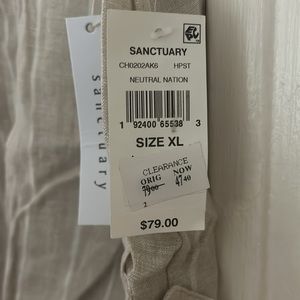 SANCTUARY
CH0202AK6 HPST
NEUTRAL NATION
1 92400 65538 3
SIZE XL
CLEARANCE
ORIG NOW
79.00 47.40
2
$79.00
sanctuary